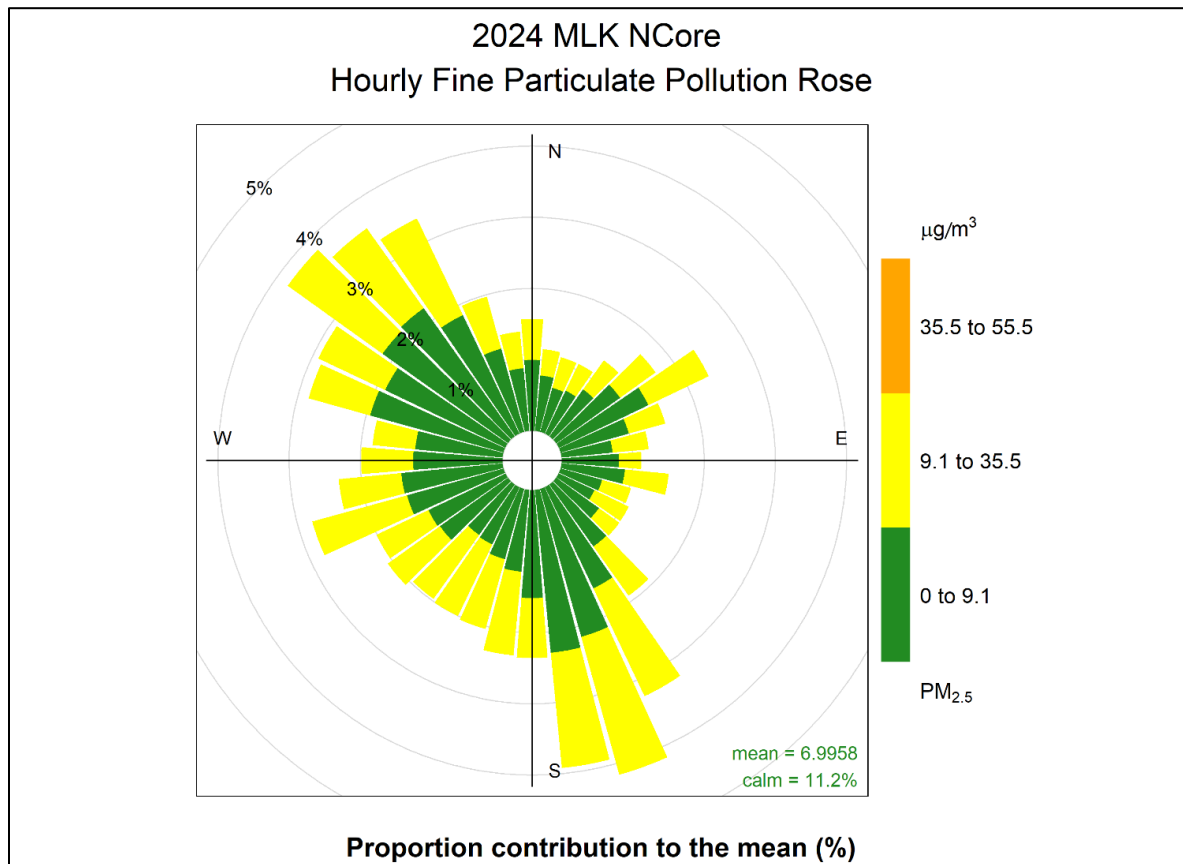 2024 MLK NCore
Hourly Fine Particulate Pollution Rose
N
5%
4%
3%
2%
1%
W
E
S
mean = 6.9958
calm = 11.2%
μg/m³
35.5 to 55.5
9.1 to 35.5
0 to 9.1
PM₂.₅
Proportion contribution to the mean (%)